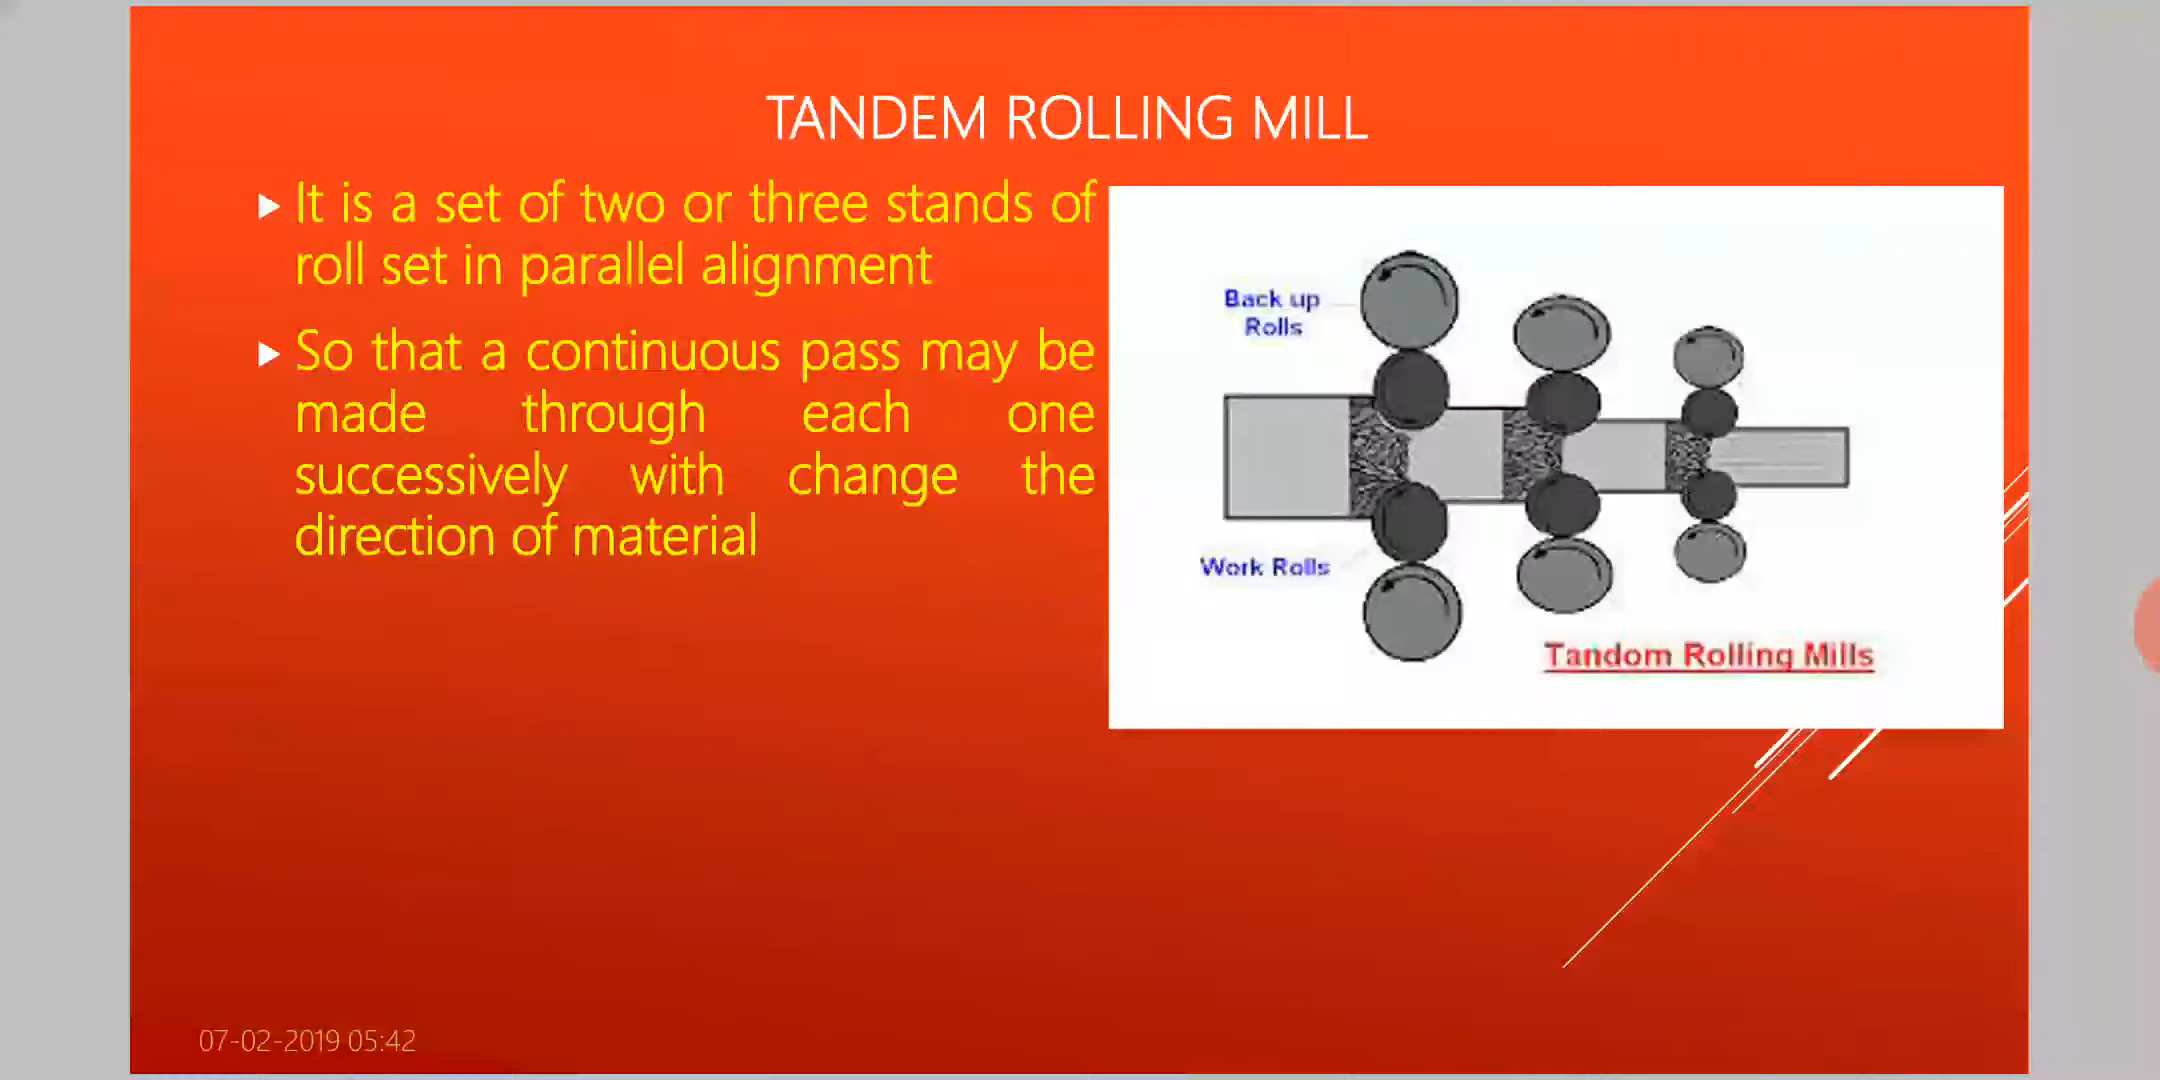 TANDEM ROLLING MILL
It is a set of two or three stands of
roll set in parallel alignment
So that a continuous pass may be
made through each one
successively with change the
direction of material
Back up
Rolls
Work Rolls
Tandom Rolling Mills
07-02-2019 05:42